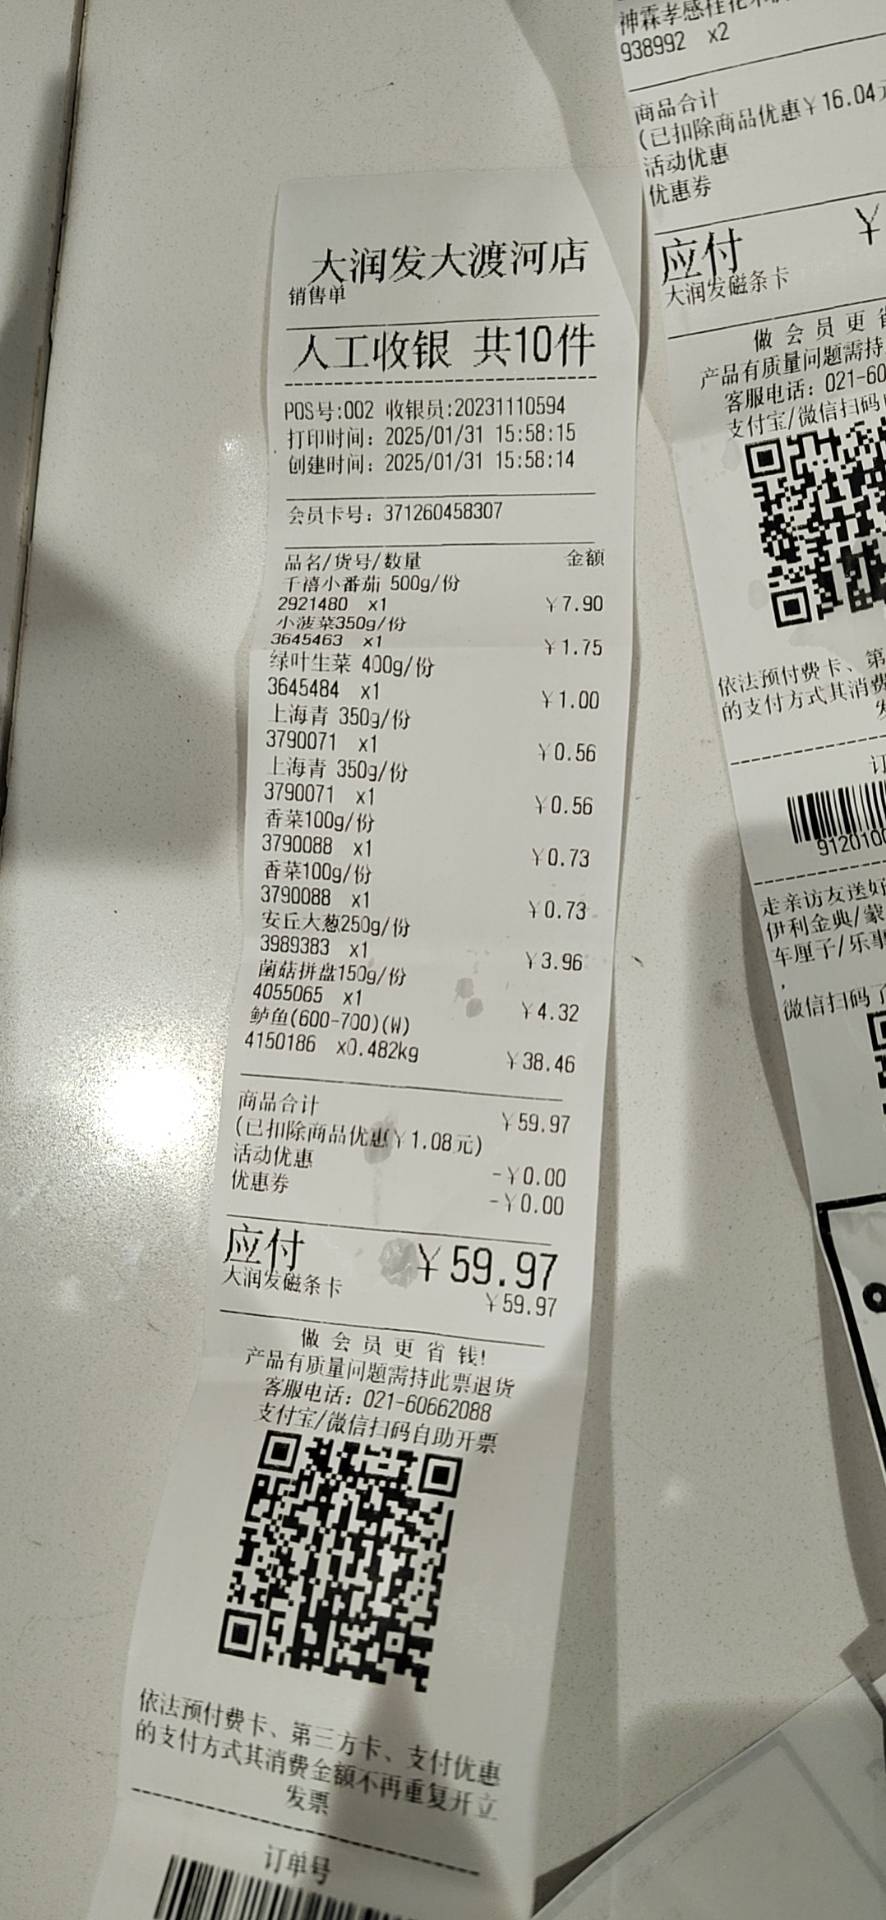 大润发大渡河店
销售单
人工收银 共10件
POS号:002 收银员:20231110594
打印时间: 2025/01/31 15:58:15
创建时间: 2025/01/31 15:58:14
会员卡号: 371260458307
品名/货号/数量 金额
千禧小番茄 500g/份
2921480 x1 ¥7.90
小菠菜350g/份
3645463 x1 ¥1.75
绿叶生菜 400g/份
3645484 x1 ¥1.00
上海青 350g/份
3790071 x1 ¥0.56
上海青 350g/份
3790071 x1 ¥0.56
香菜100g/份
3790088 x1 ¥0.73
香菜100g/份
3790088 x1 ¥0.73
安丘大葱250g/份
3989383 x1 ¥3.96
菌菇拼盘150g/份
4055065 x1 ¥4.32
鲈鱼(600-700)(W)
4150186 x0.482kg ¥38.46
商品合计 ¥59.97
(已扣除商品优惠¥1.08元)
活动优惠 -¥0.00
优惠券 -¥0.00
应付 ¥59.97
大润发磁条卡 ¥59.97
做会员更省钱!
产品有质量问题需持此票退货
客服电话: 021-60662088
支付宝/微信扫码自助开票
依法预付费卡、第三方卡、支付优惠
的支付方式其消费金额不再重复开立
发票
订单号
神霖孝感桂花
938992 x2
商品合计
(已扣除商品优惠¥16.04元
活动优惠
优惠券
应付 ¥
大润发磁条卡
做会员更
产品有质量问题需持
客服电话: 021-60
支付宝/微信扫码
依法预付费卡、第
的支付方式其消费
订
9120100
走亲访友送好
伊利金典/蒙
车厘子/乐事
微信扫码了